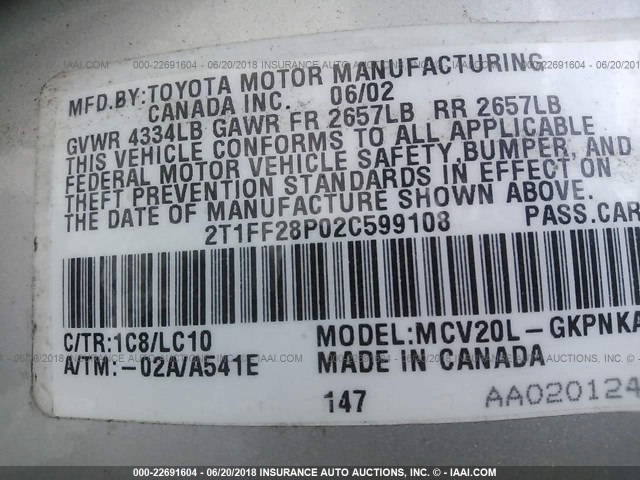 000-22691604 - 06/20/2018 INSURANCE AUTO AUCTIONS - IAAI.COM
MFD.BY:TOYOTA MOTOR MANUFACTURING
CANADA INC. 06/02
GVWR 4334LB GAWR FR 2657LB RR 2657LB
THIS VEHICLE CONFORMS TO ALL APPLICABLE
FEDERAL MOTOR VEHICLE SAFETY,BUMPER, AND
THEFT PREVENTION STANDARDS IN EFFECT ON
THE DATE OF MANUFACTURE SHOWN ABOVE.
2T1FF28P02C599108 PASS.CAR
C/TR:1C8/LC10 MODEL:MCV20L-GKPNKA
A/TM:-02A/A541E MADE IN CANADA
147 AA020124
000-22691604 - 06/20/2018 INSURANCE AUTO AUCTIONS - IAAI.COM